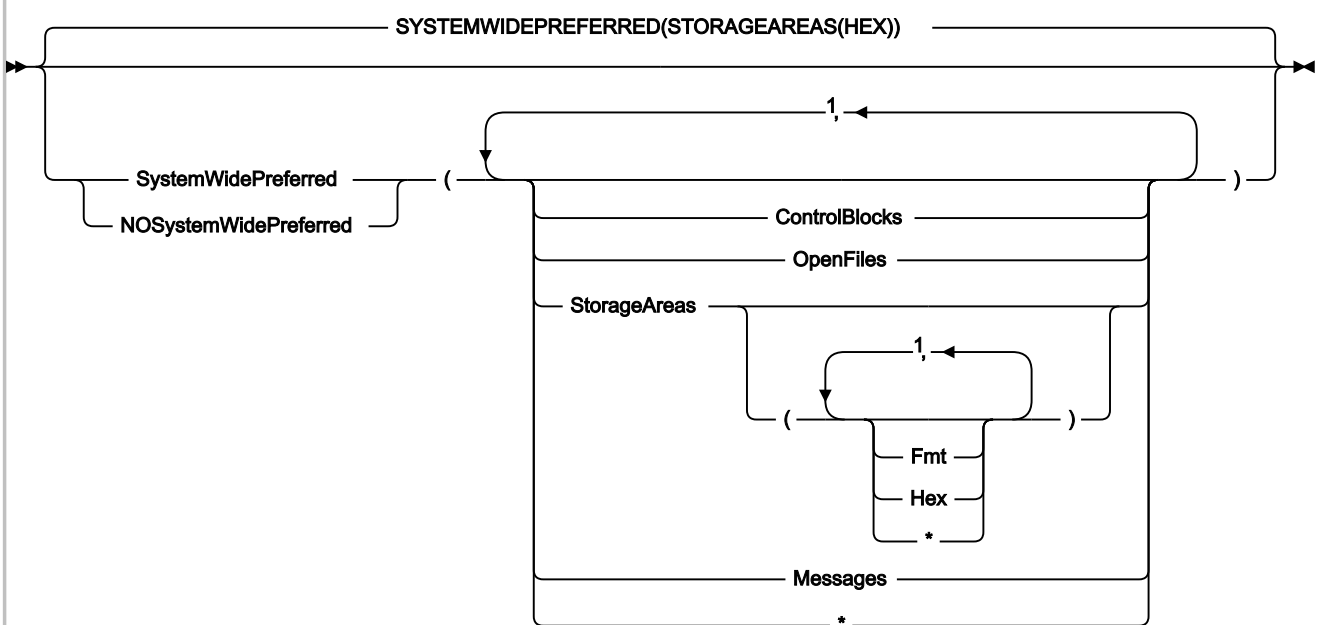 SYSTEMWIDEPREFERRED(STORAGEAREAS(HEX))
1,
SystemWidePreferred ( )
NOSystemWidePreferred
ControlBlocks
OpenFiles
StorageAreas
1,
( )
Fmt
Hex
*
Messages
*